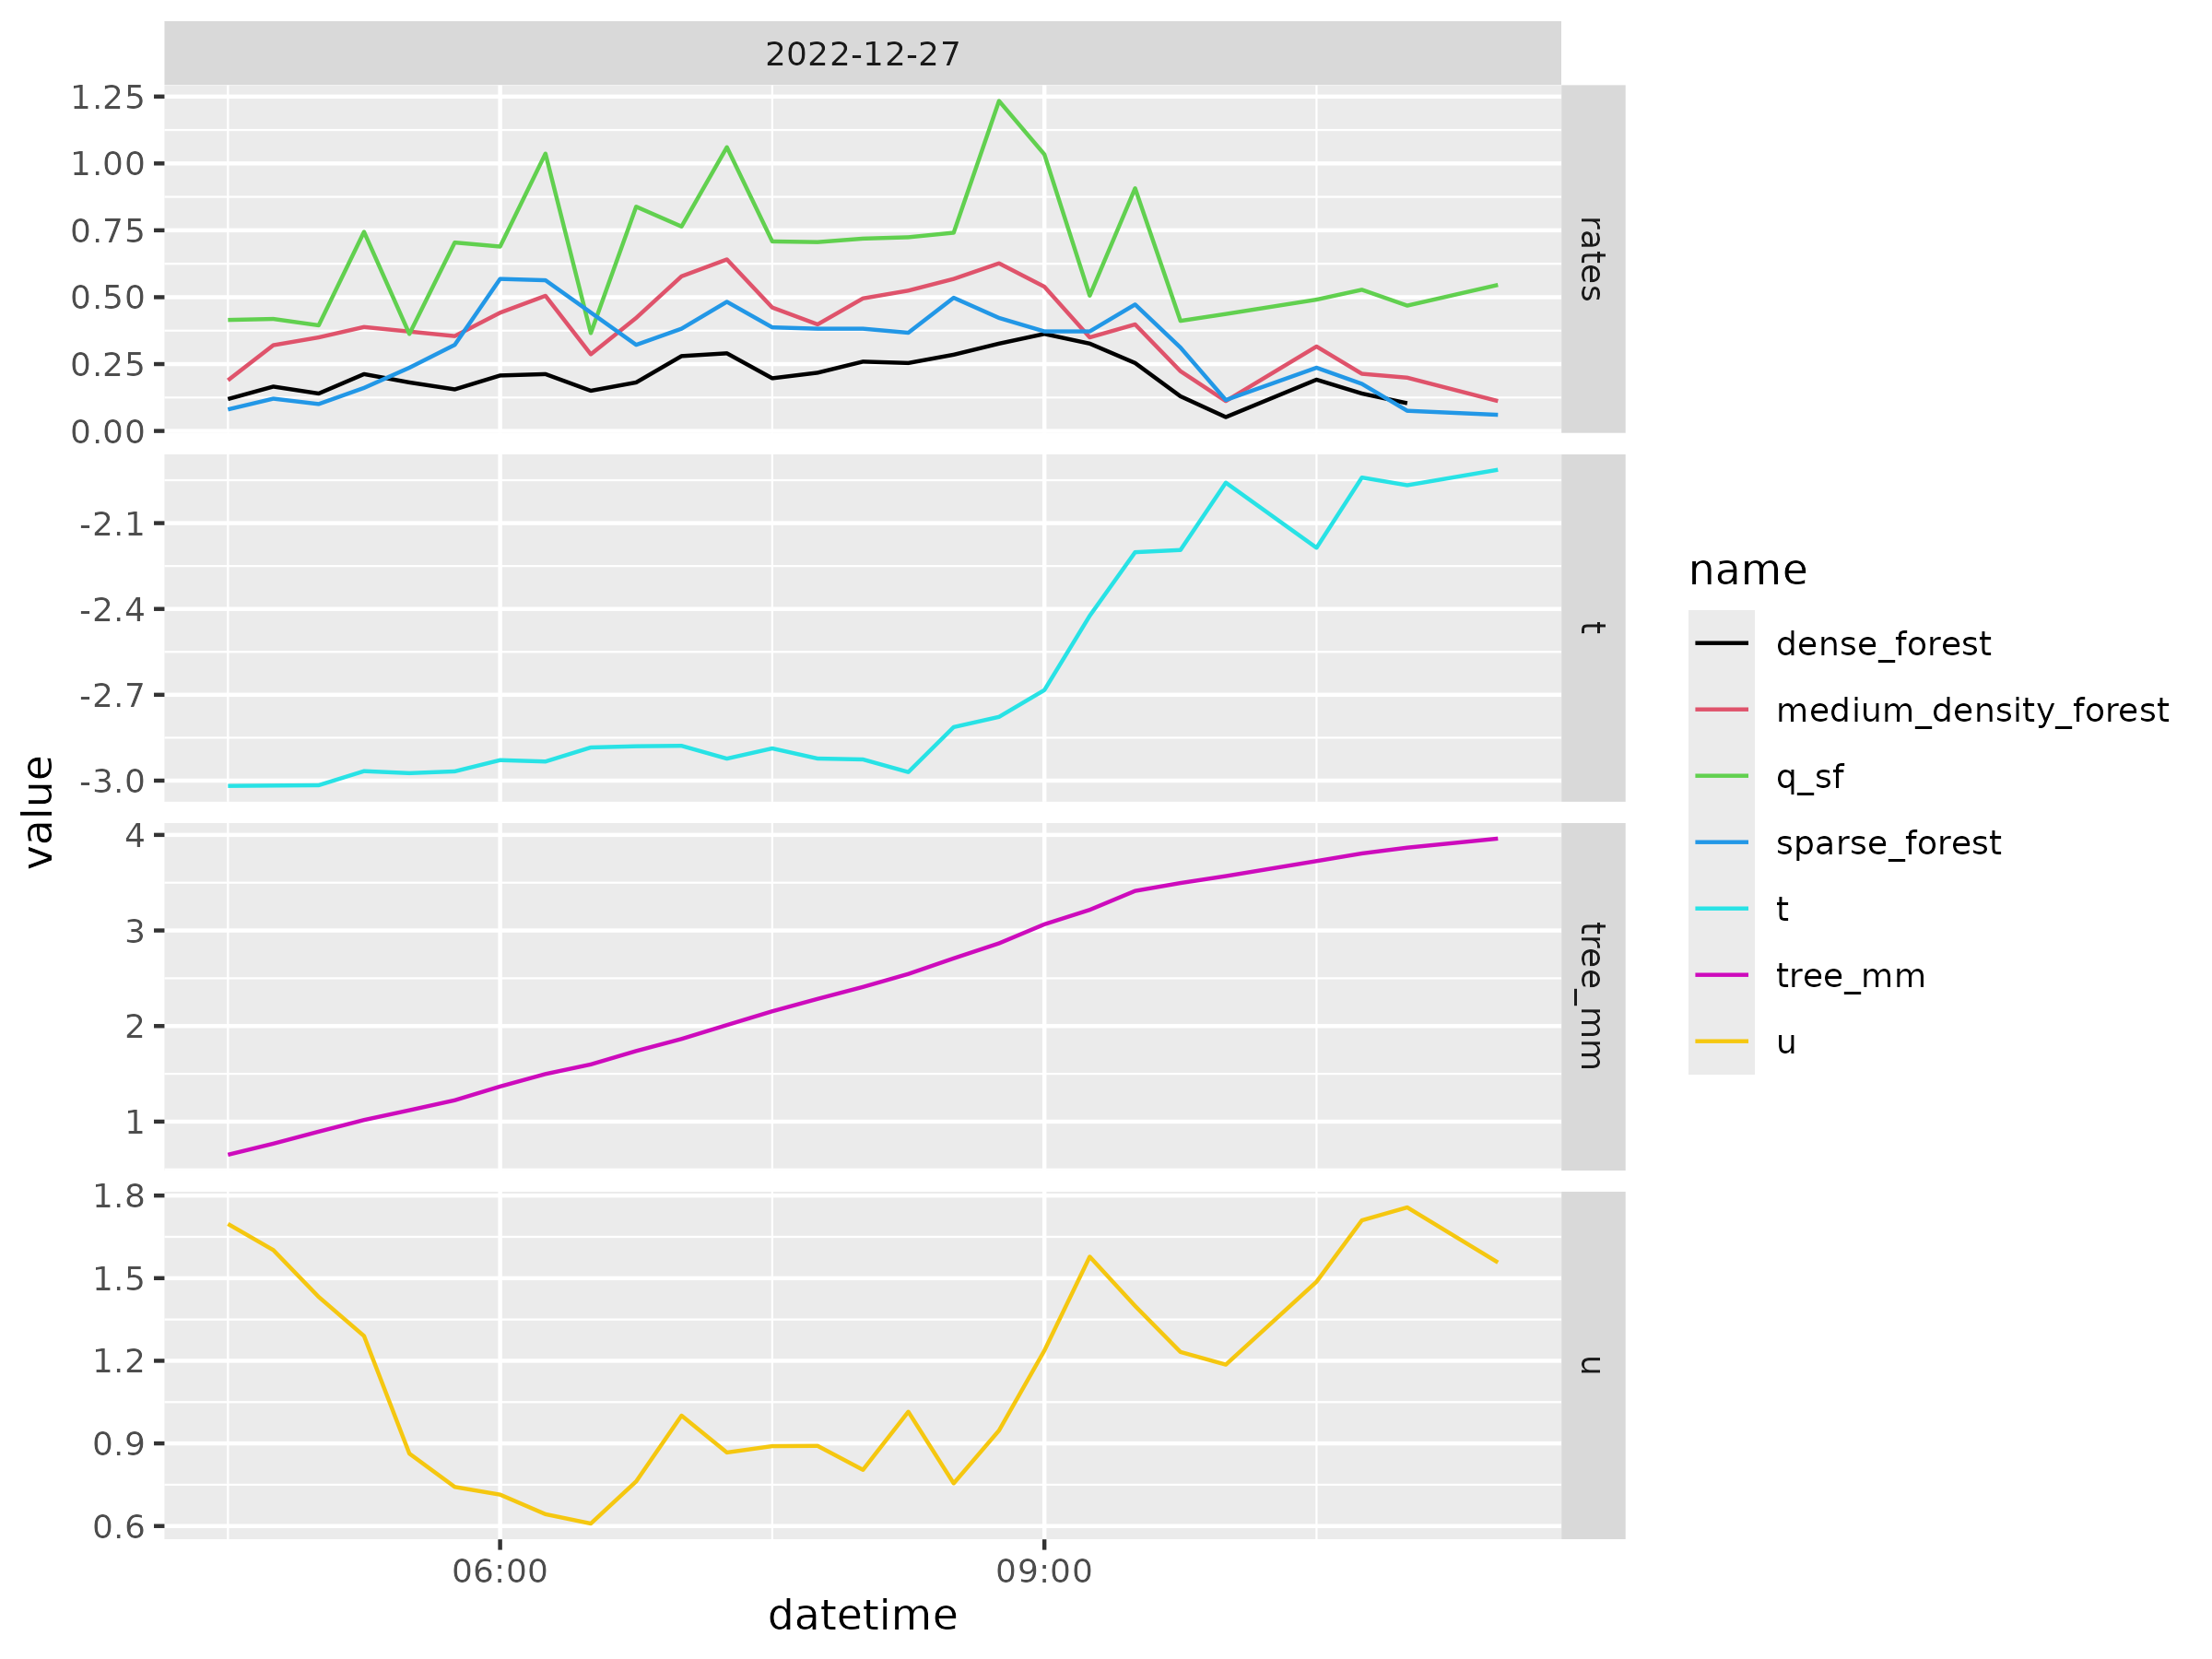 2022-12-27
1.25
1.00
0.75
0.50
0.25
0.00
rates
-2.1
-2.4
-2.7
-3.0
t
4
3
2
1
tree_mm
1.8
1.5
1.2
0.9
0.6
u
06:00
09:00
datetime
value
name
dense_forest
medium_density_forest
q_sf
sparse_forest
t
tree_mm
u